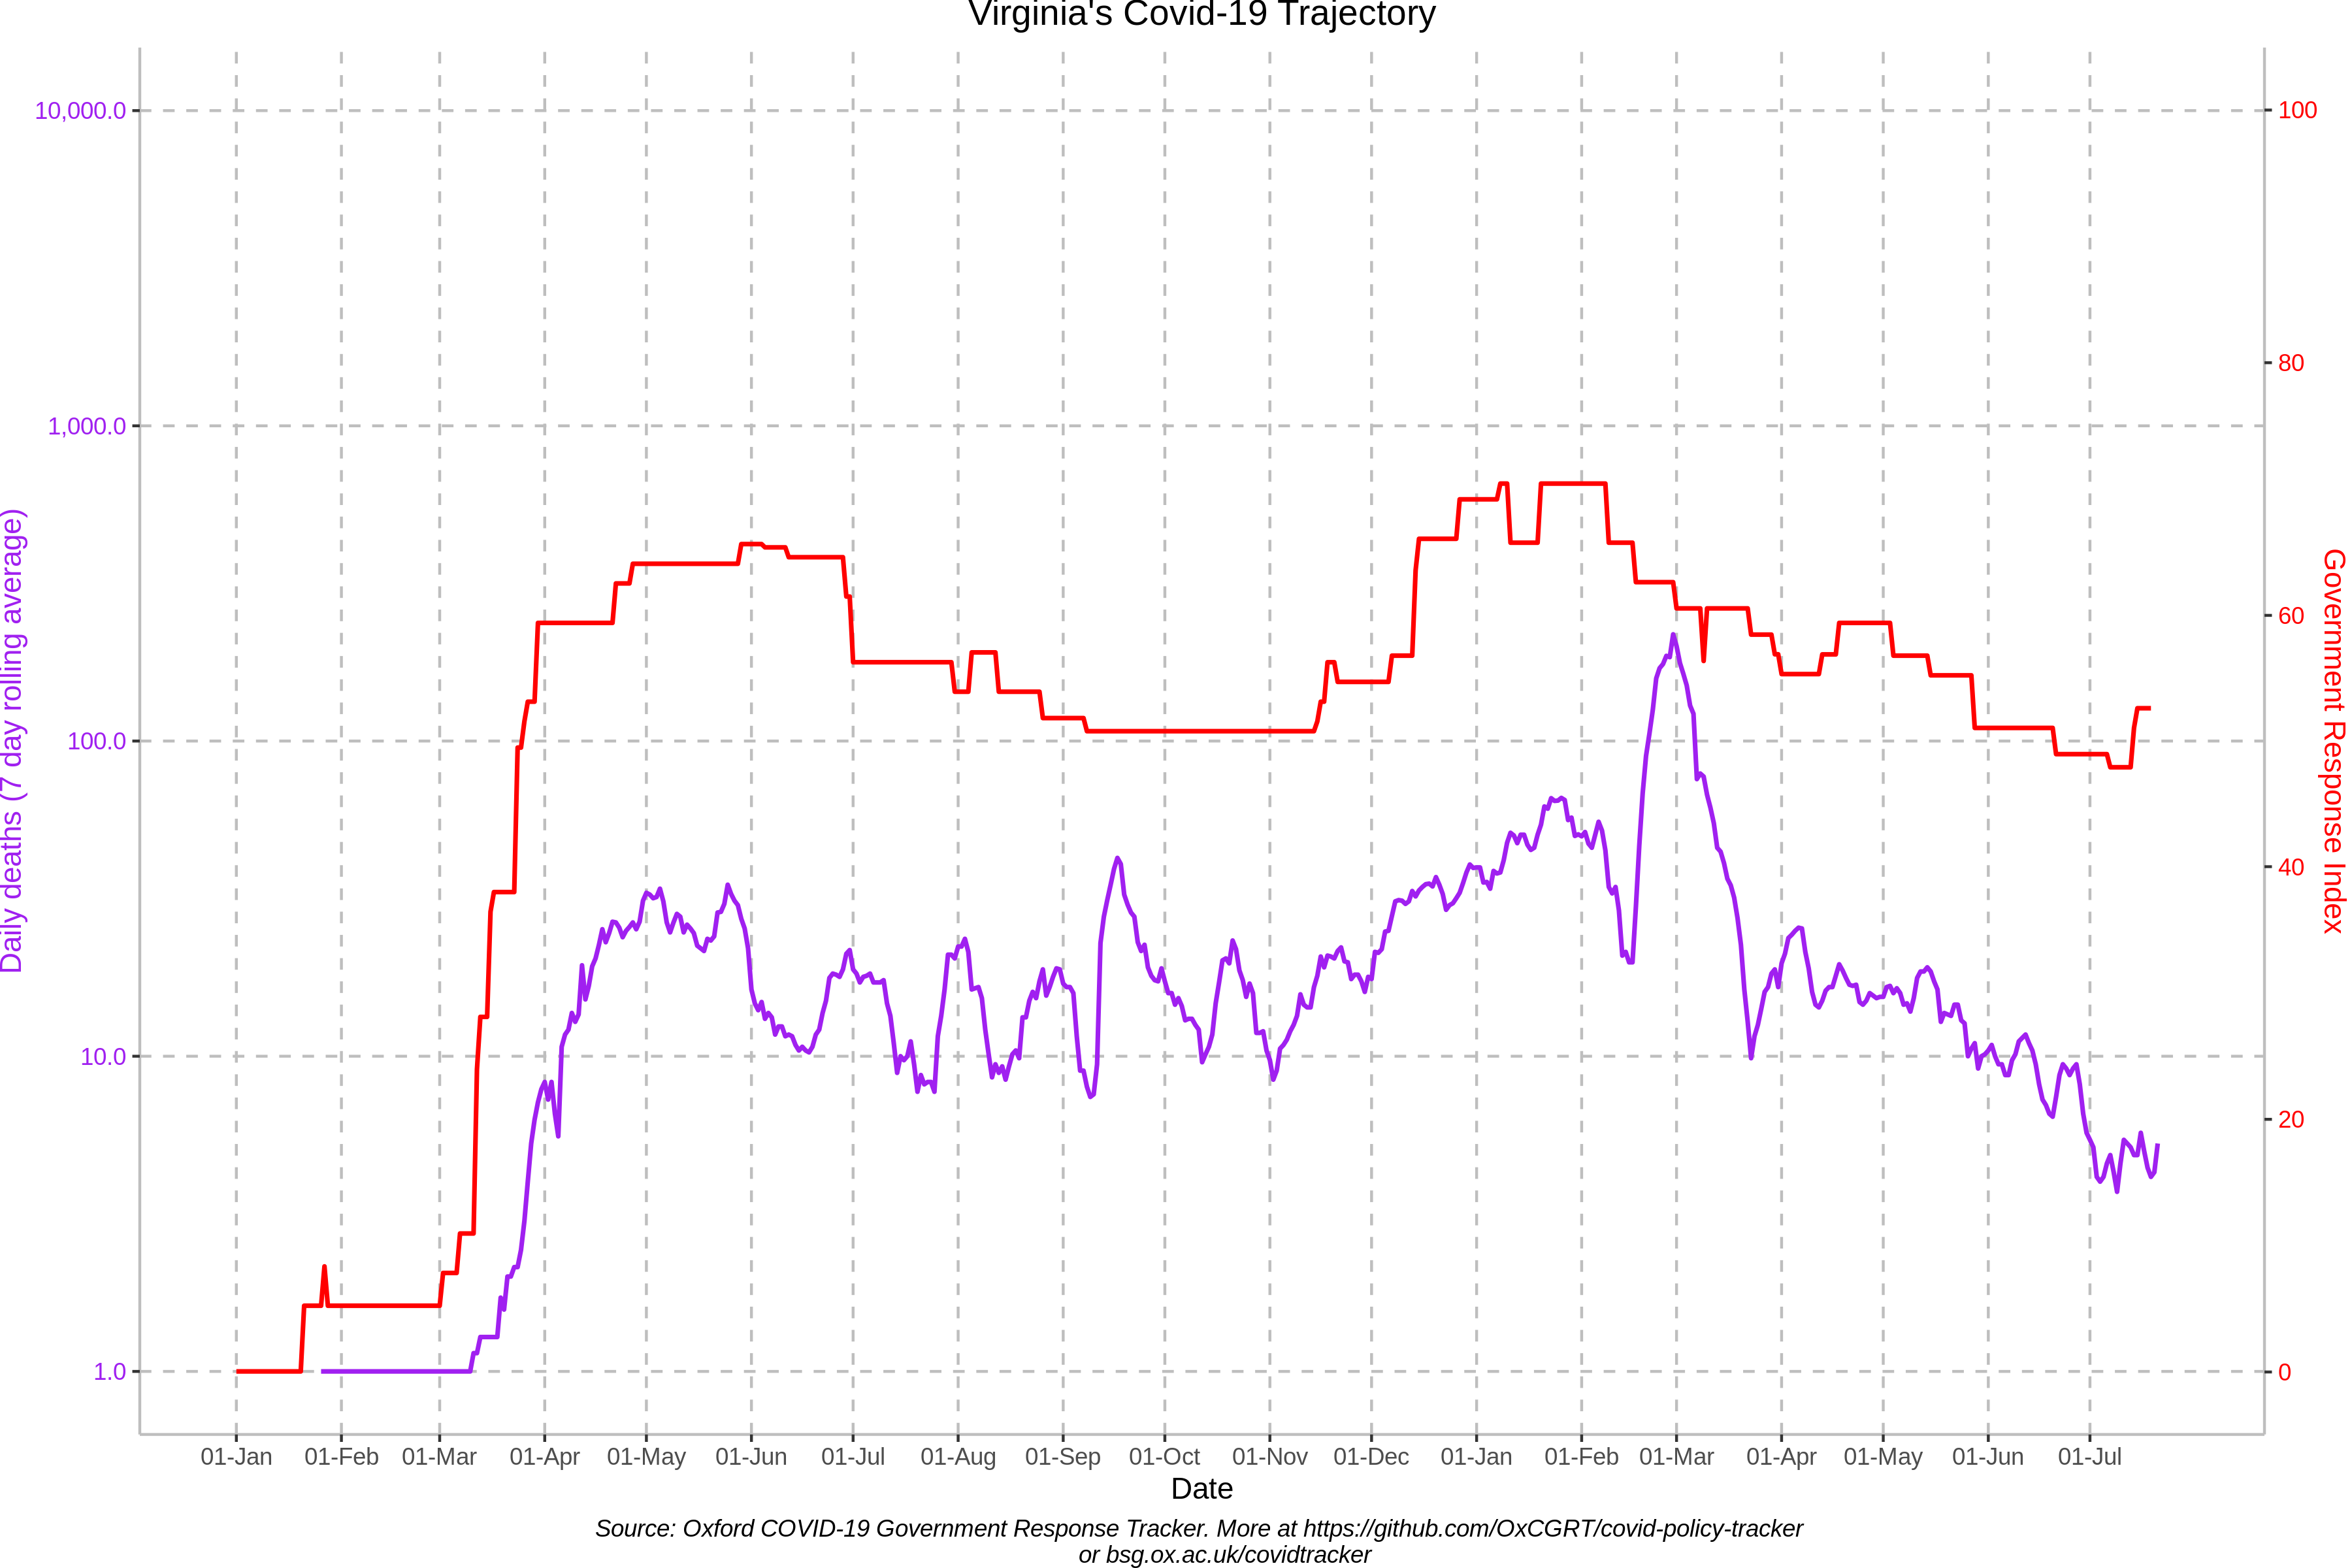 Virginia's Covid-19 Trajectory
Daily deaths (7 day rolling average)
10,000.0
1,000.0
100.0
10.0
1.0
100
80
60
40
20
0
Government Response Index
01-Jan 01-Feb 01-Mar 01-Apr 01-May 01-Jun 01-Jul 01-Aug 01-Sep 01-Oct 01-Nov 01-Dec 01-Jan 01-Feb 01-Mar 01-Apr 01-May 01-Jun 01-Jul
Date
Source: Oxford COVID-19 Government Response Tracker. More at https://github.com/OxCGRT/covid-policy-tracker
or bsg.ox.ac.uk/covidtracker